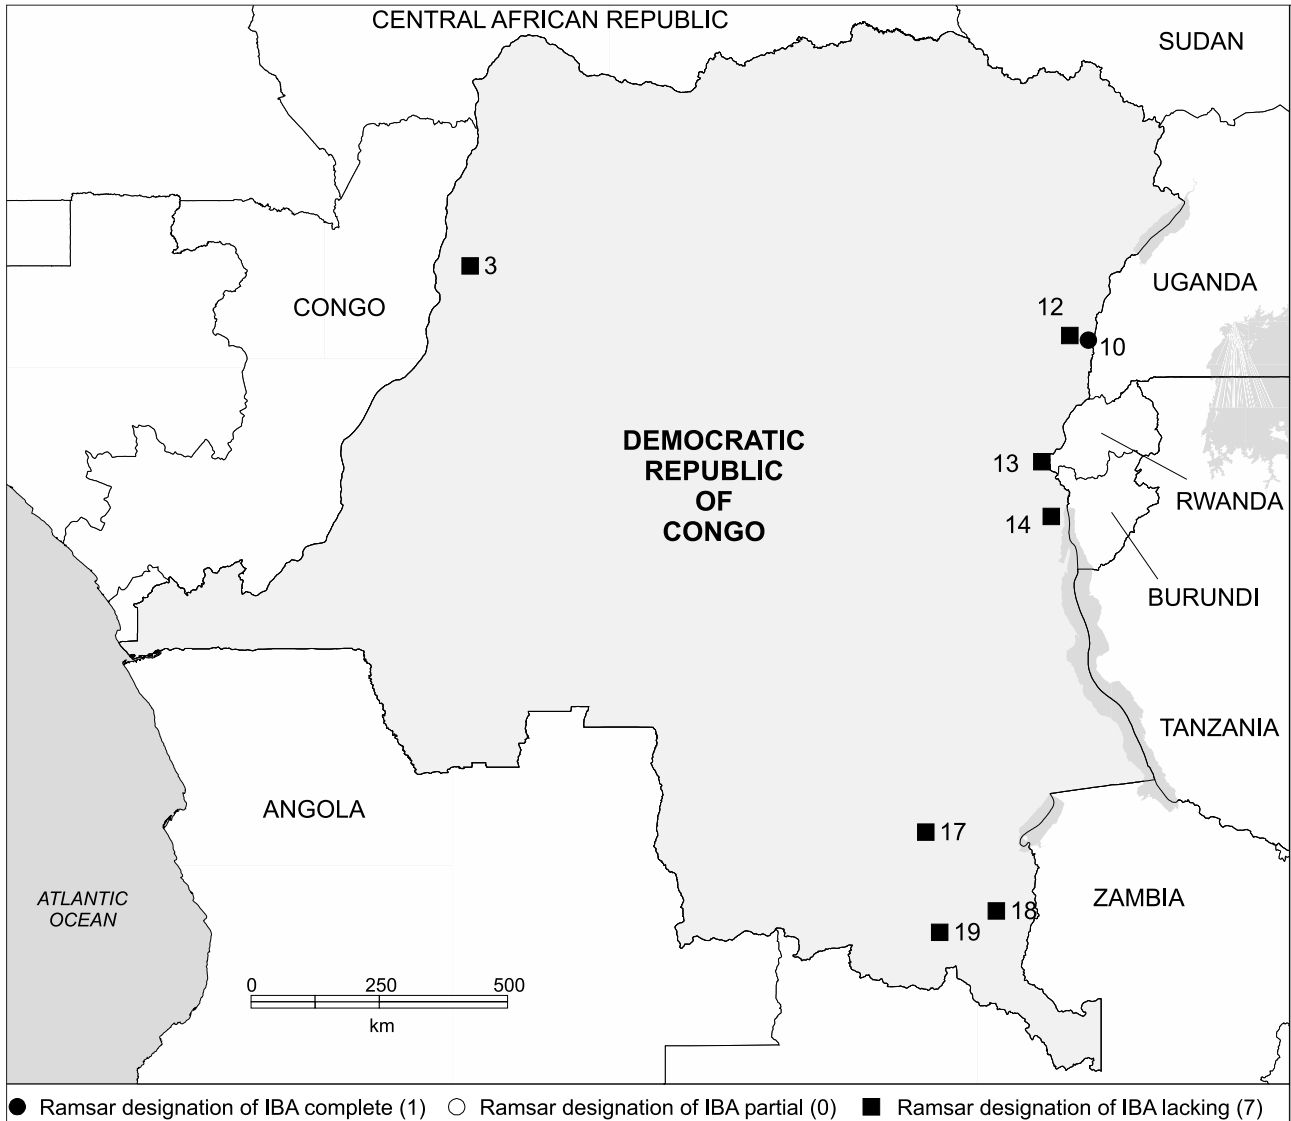 CENTRAL AFRICAN REPUBLIC
SUDAN
3
CONGO
UGANDA
12
10
DEMOCRATIC
REPUBLIC
OF
CONGO
13
RWANDA
14
BURUNDI
TANZANIA
ANGOLA
17
ATLANTIC
OCEAN
ZAMBIA
18
19
0 250 500
km
Ramsar designation of IBA complete (1) Ramsar designation of IBA partial (0) Ramsar designation of IBA lacking (7)